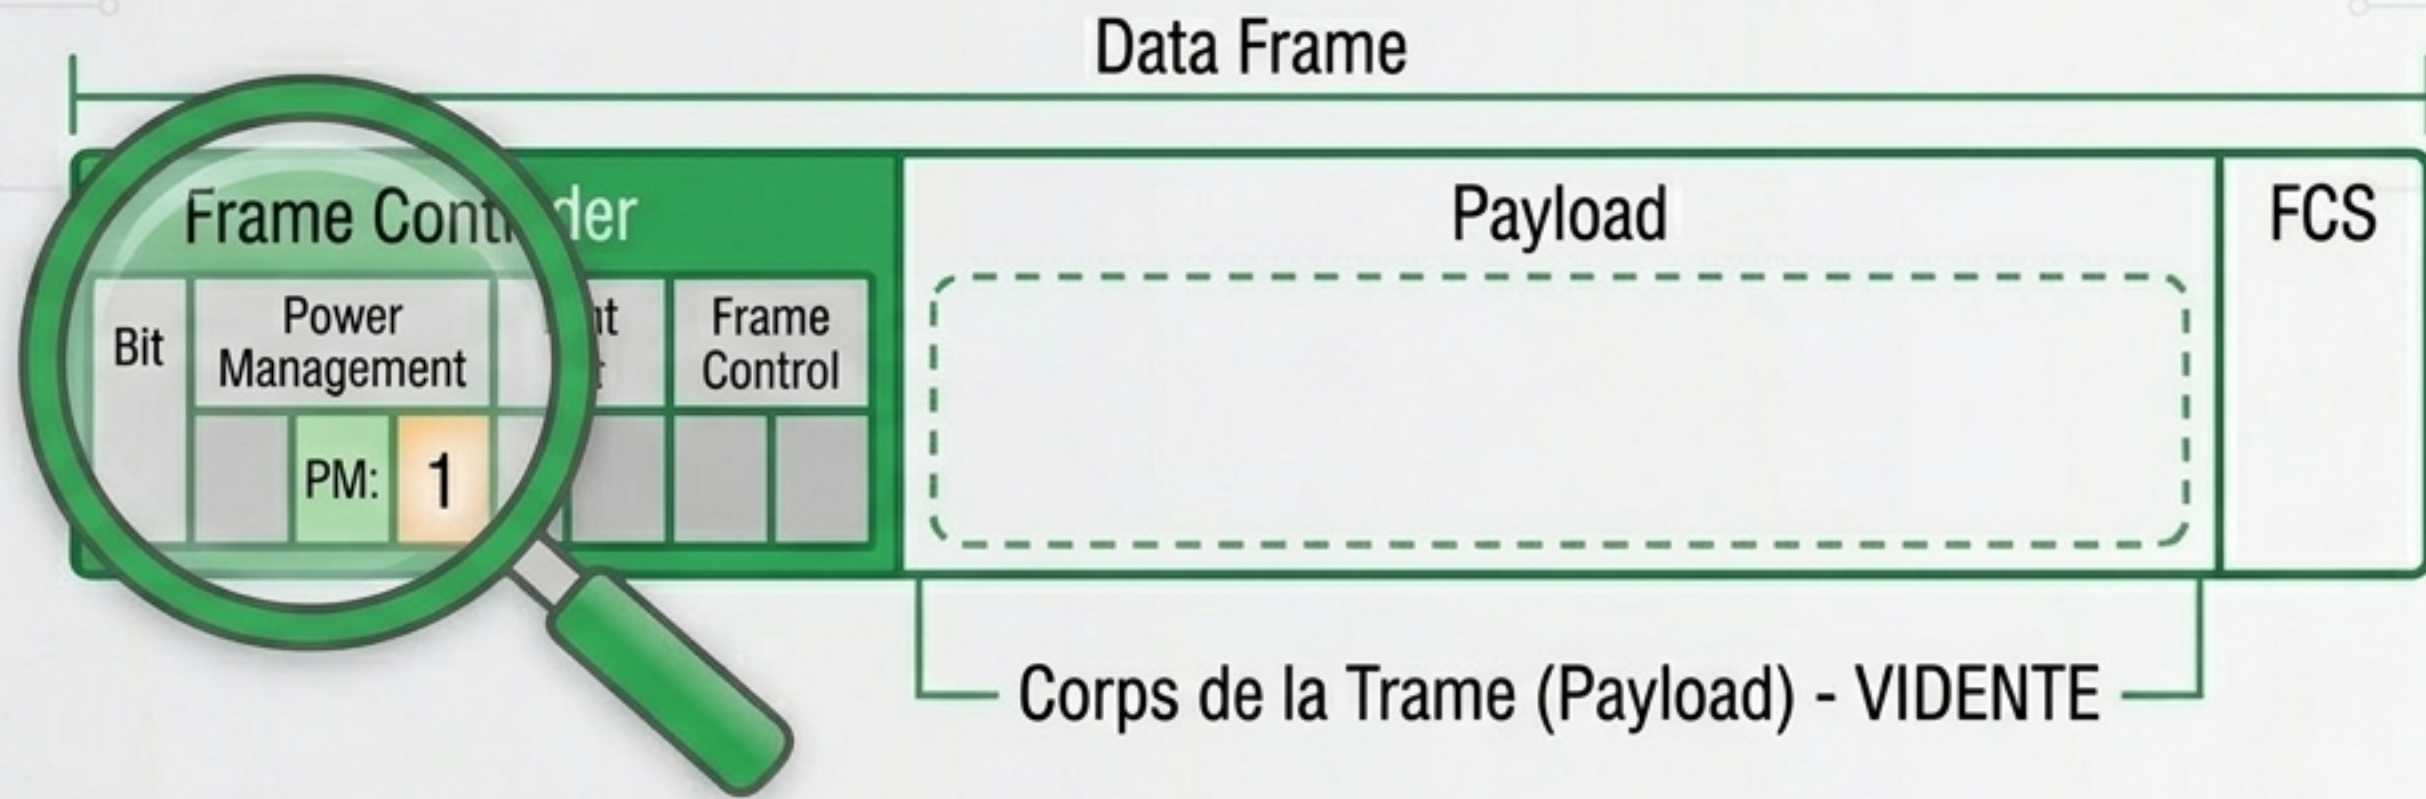 Data Frame
Frame Cont der
Payload
FCS
Bit
Power
Management
Frame
Control
PM:
1
Corps de la Trame (Payload) - VIDENTE